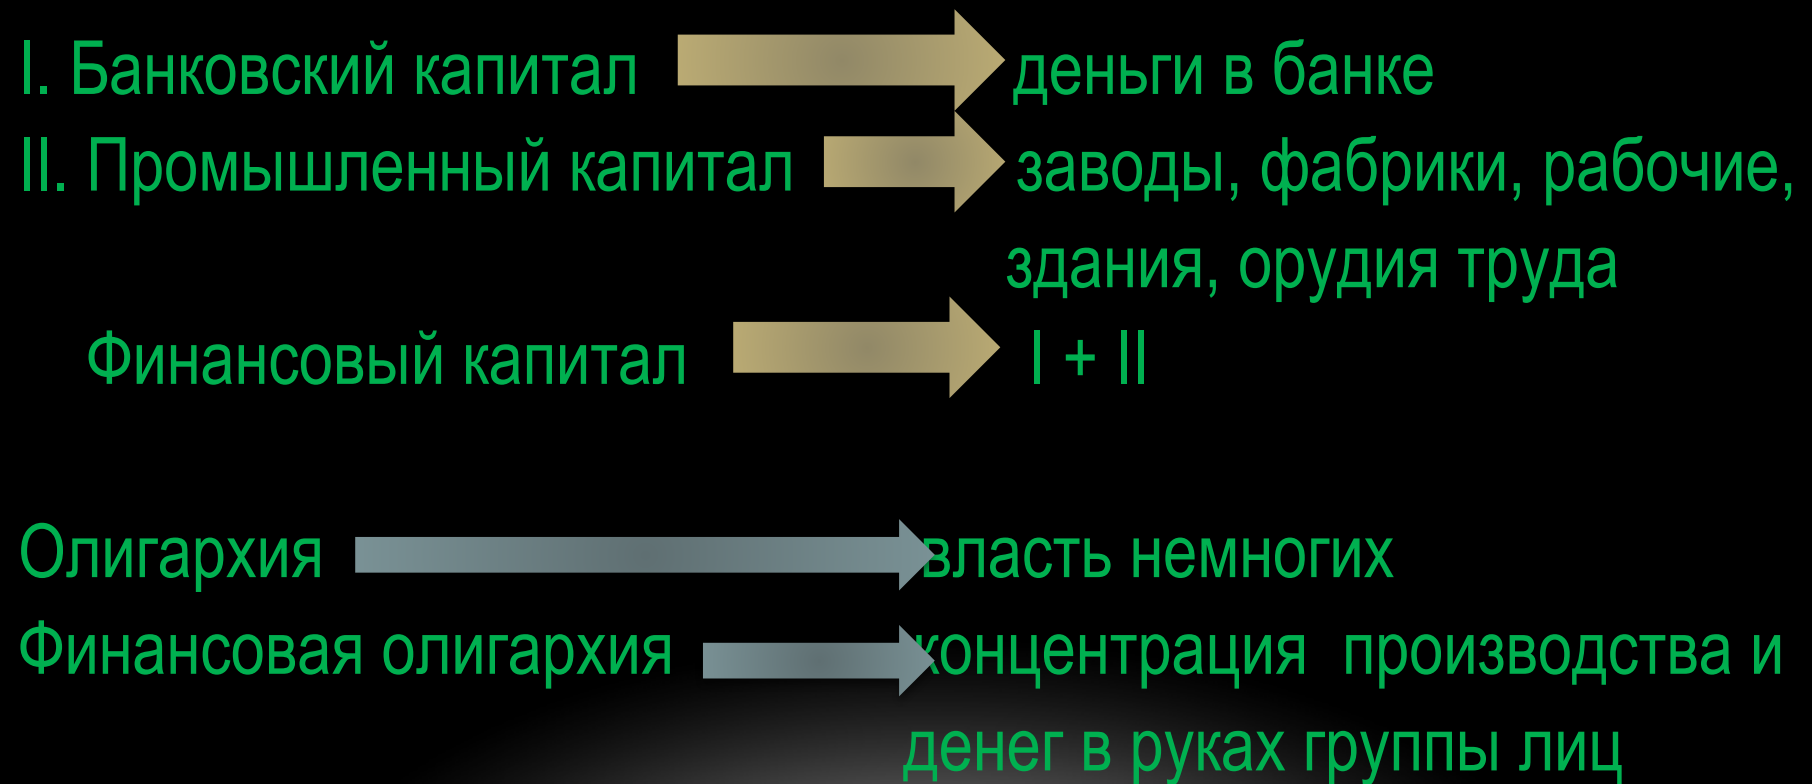 I. Банковский капитал деньги в банке
II. Промышленный капитал заводы, фабрики, рабочие,
здания, орудия труда
Финансовый капитал I + II
Олигархия власть немногих
Финансовая олигархия концентрация производства и
денег в руках группы лиц